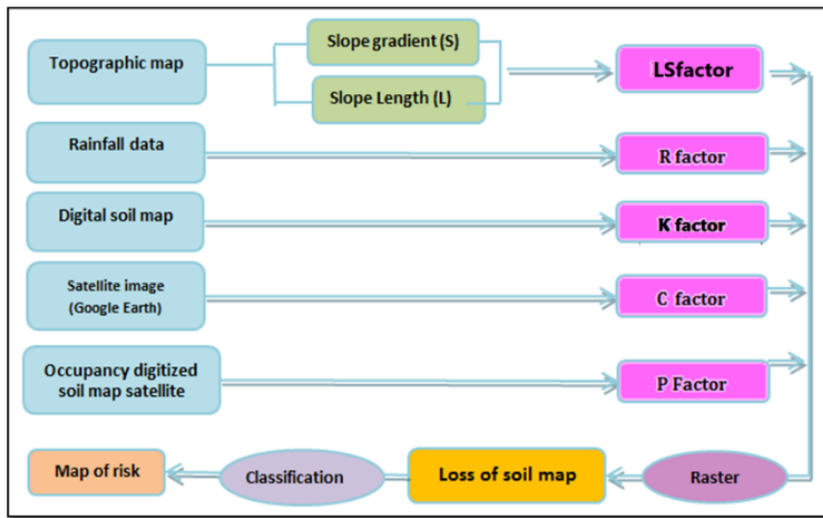 Topographic map
Slope gradient (S)
Slope Length (L)
LSfactor
Rainfall data
R factor
Digital soil map
K factor
Satellite image
(Google Earth)
C factor
Occupancy digitized
soil map satellite
P Factor
Map of risk
Classification
Loss of soil map
Raster